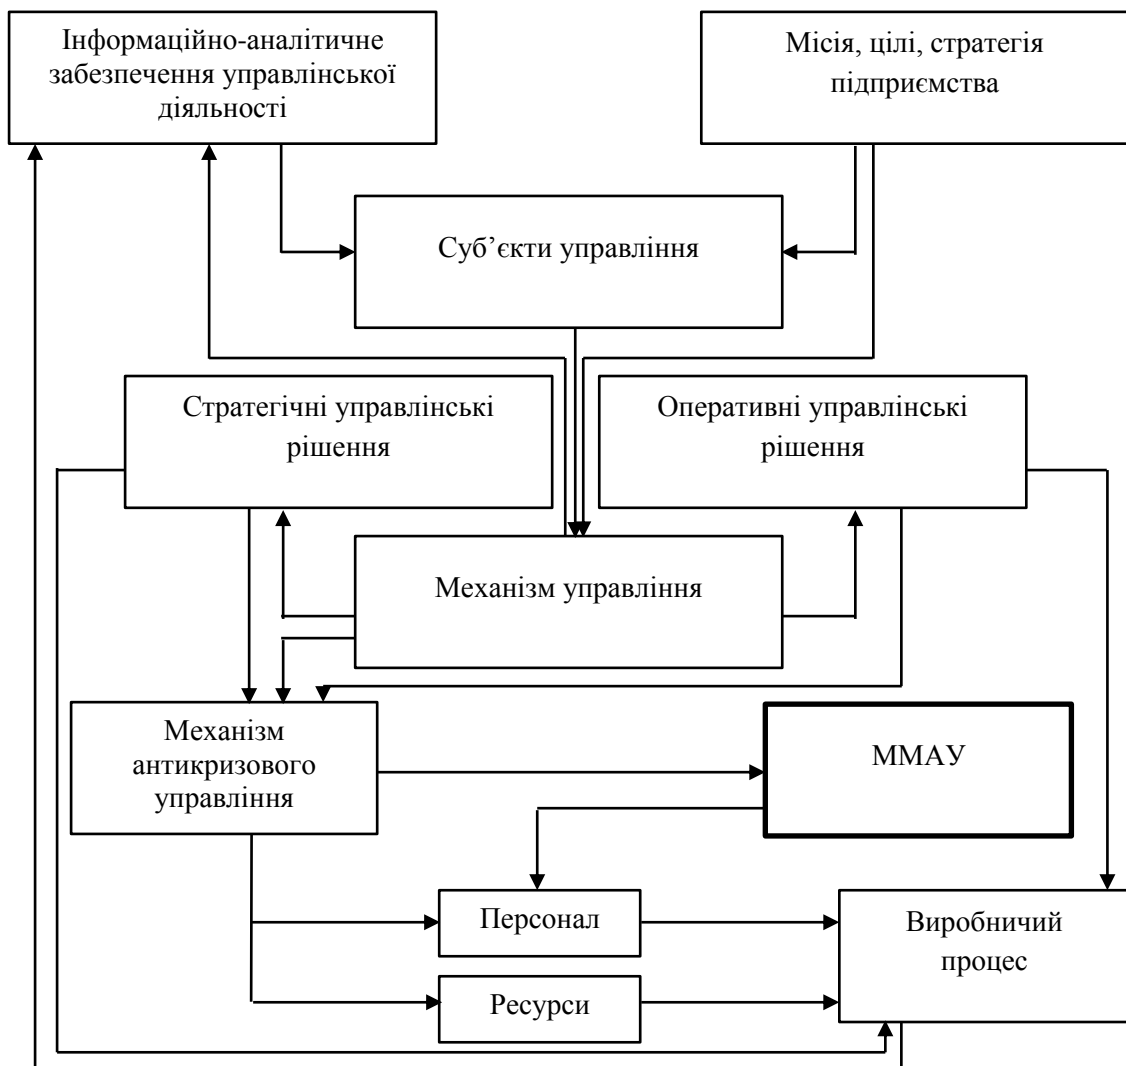 Інформаційно-аналітичне
забезпечення управлінської
діяльності
Місія, цілі, стратегія
підприємства
Суб’єкти управління
Стратегічні управлінські
рішення
Оперативні управлінські
рішення
Механізм управління
Механізм
антикризового
управління
ММАУ
Персонал
Виробничий
процес
Ресурси